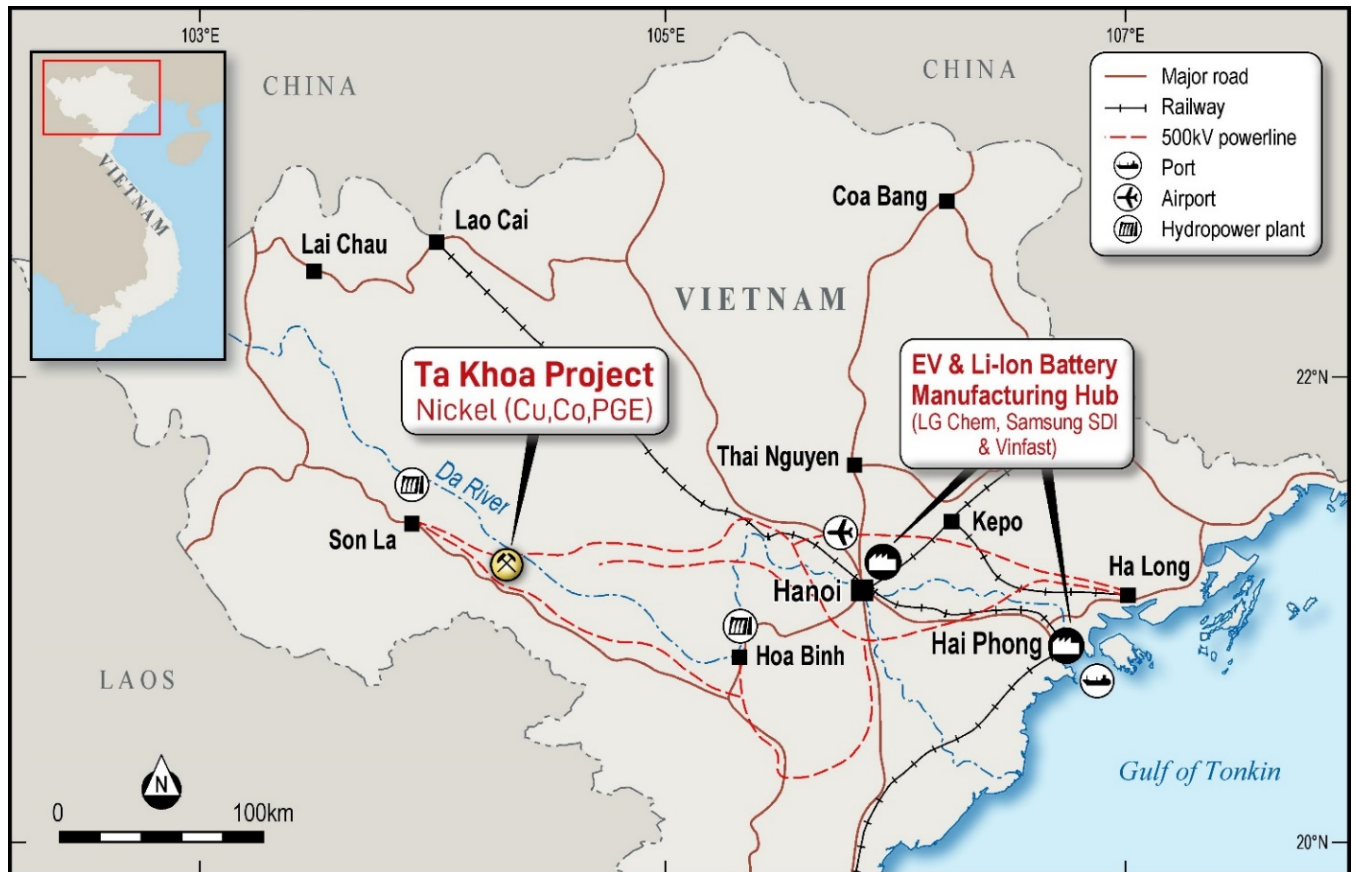 103°E
105°E
107°E
CHINA
CHINA
VIETNAM
Major road
Railway
500kV powerline
Port
Airport
Hydropower plant
Coa Bang
Lao Cai
Lai Chau
VIETNAM
Ta Khoa Project
Nickel (Cu,Co,PGE)
EV & Li-Ion Battery
Manufacturing Hub
(LG Chem, Samsung SDI
& Vinfast)
22°N
Thai Nguyen
Da River
Son La
Kepo
Ha Long
Hanoi
Hai Phong
Hoa Binh
LAOS
N
0 100km
Gulf of Tonkin
20°N